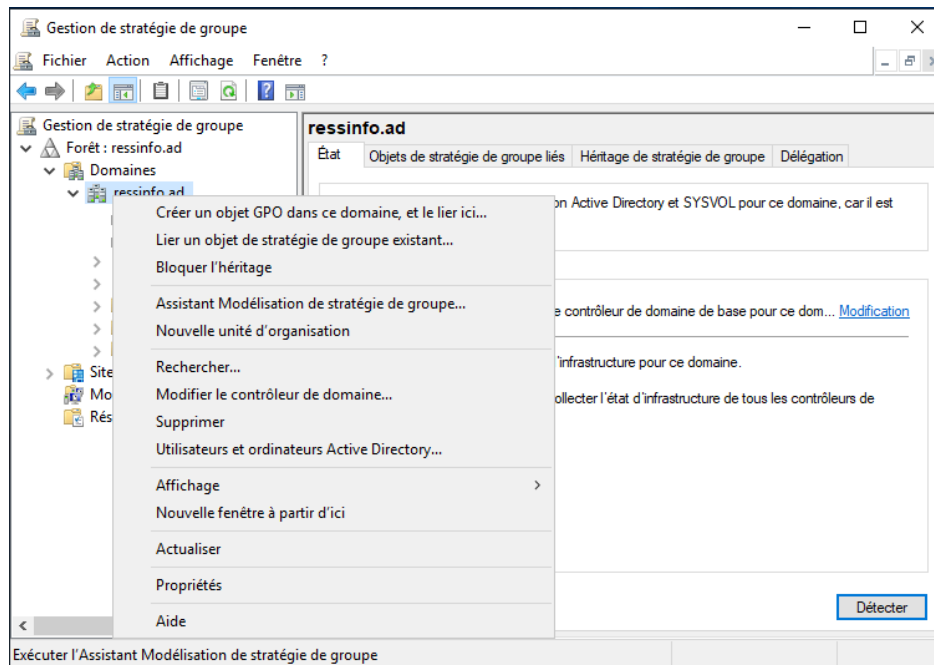 Gestion de stratégie de groupe
Fichier Action Affichage Fenêtre ?
Gestion de stratégie de groupe
Forêt : ressinfo.ad
Domaines
ressinfo.ad
Site
Mo
Rés
Créer un objet GPO dans ce domaine, et le lier ici...
Lier un objet de stratégie de groupe existant...
Bloquer l'héritage
Assistant Modélisation de stratégie de groupe...
Nouvelle unité d'organisation
Rechercher...
Modifier le contrôleur de domaine...
Supprimer
Utilisateurs et ordinateurs Active Directory...
Affichage
Nouvelle fenêtre à partir d'ici
Actualiser
Propriétés
Aide
ressinfo.ad
État Objets de stratégie de groupe liés Héritage de stratégie de groupe Délégation
on Active Directory et SYSVOL pour ce domaine, car il est
e contrôleur de domaine de base pour ce dom... Modification
'infrastructure pour ce domaine.
ollecter l'état d'infrastructure de tous les contrôleurs de
Détecter
Exécuter l'Assistant Modélisation de stratégie de groupe